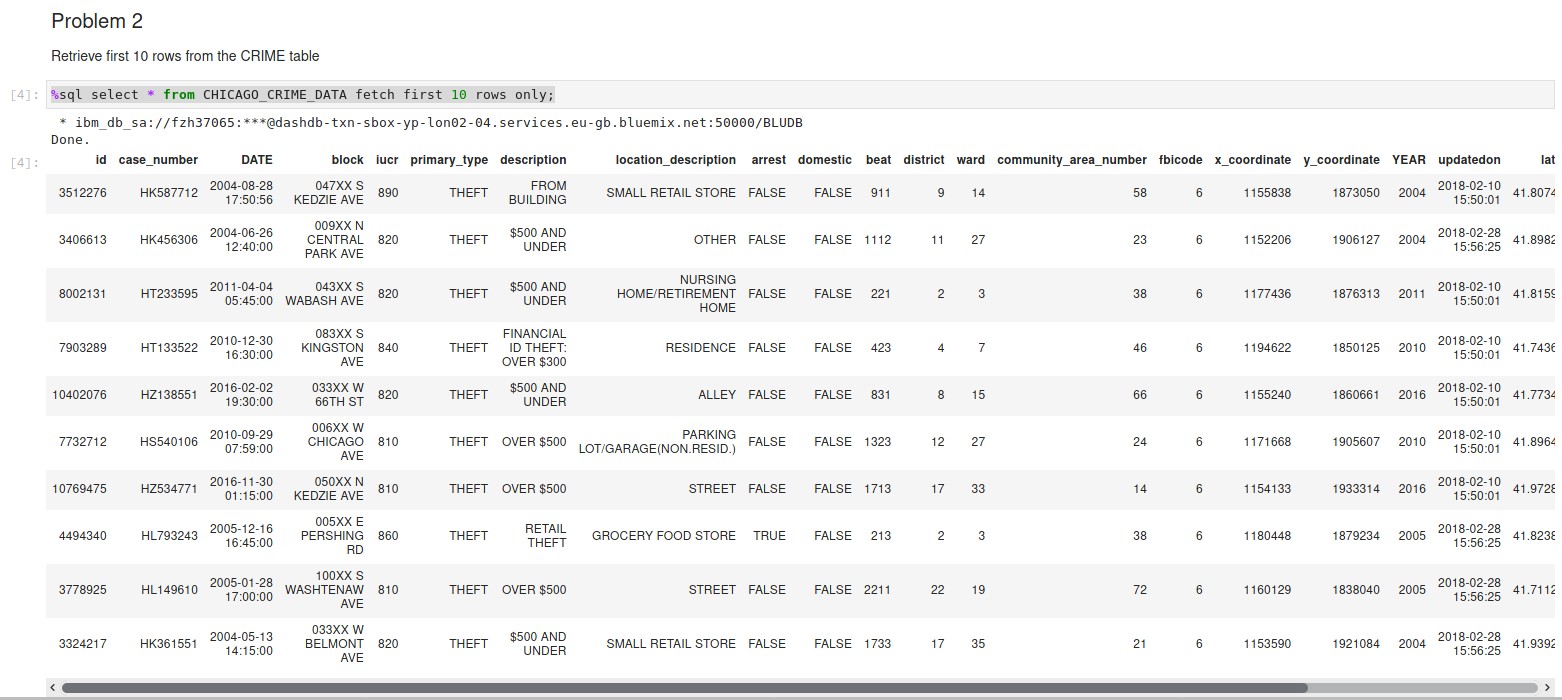 Problem 2
Retrieve first 10 rows from the CRIME table
[4]: %sql select * from CHICAGO_CRIME_DATA fetch first 10 rows only;
* ibm_db_sa://fzh37065:***@dashdb-txn-sbox-yp-lon02-04.services.eu-gb.bluemix.net:50000/BLUDB
Done.
[4]: id case_number DATE block iucr primary_type description location_description arrest domestic beat district ward community_area_number fbicode x_coordinate y_coordinate YEAR updatedon lat
3512276 HK587712 2004-08-28 17:50:56 047XX S KEDZIE AVE 890 THEFT FROM BUILDING SMALL RETAIL STORE FALSE FALSE 911 9 14 58 6 1155838 1873050 2004 2018-02-10 15:50:01 41.8074
3406613 HK456306 2004-06-26 12:40:00 009XX N CENTRAL PARK AVE 820 THEFT $500 AND UNDER OTHER FALSE FALSE 1112 11 27 23 6 1152206 1906127 2004 2018-02-28 15:56:25 41.8982
8002131 HT233595 2011-04-04 05:45:00 043XX S WABASH AVE 820 THEFT $500 AND UNDER NURSING HOME/RETIREMENT HOME FALSE FALSE 221 2 3 38 6 1177436 1876313 2011 2018-02-10 15:50:01 41.8159
7903289 HT133522 2010-12-30 16:30:00 083XX S KINGSTON AVE 840 THEFT FINANCIAL ID THEFT: OVER $300 RESIDENCE FALSE FALSE 423 4 7 46 6 1194622 1850125 2010 2018-02-10 15:50:01 41.7436
10402076 HZ138551 2016-02-02 19:30:00 033XX W 66TH ST 820 THEFT $500 AND UNDER ALLEY FALSE FALSE 831 8 15 66 6 1155240 1860661 2016 2018-02-10 15:50:01 41.7734
7732712 HS540106 2010-09-29 07:59:00 006XX W CHICAGO AVE 810 THEFT OVER $500 PARKING LOT/GARAGE(NON.RESID.) FALSE FALSE 1323 12 27 24 6 1171668 1905607 2010 2018-02-10 15:50:01 41.8964
10769475 HZ534771 2016-11-30 01:15:00 050XX N KEDZIE AVE 810 THEFT OVER $500 STREET FALSE FALSE 1713 17 33 14 6 1154133 1933314 2016 2018-02-10 15:50:01 41.9728
4494340 HL793243 2005-12-16 16:45:00 005XX E PERSHING RD 860 THEFT RETAIL THEFT GROCERY FOOD STORE TRUE FALSE 213 2 3 38 6 1180448 1879234 2005 2018-02-28 15:56:25 41.8238
3778925 HL149610 2005-01-28 17:00:00 100XX S WASHTENAW AVE 810 THEFT OVER $500 STREET FALSE FALSE 2211 22 19 72 6 1160129 1838040 2005 2018-02-28 15:56:25 41.7112
3324217 HK361551 2004-05-13 14:15:00 033XX W BELMONT AVE 820 THEFT $500 AND UNDER SMALL RETAIL STORE FALSE FALSE 1733 17 35 21 6 1153590 1921084 2004 2018-02-28 15:56:25 41.9392